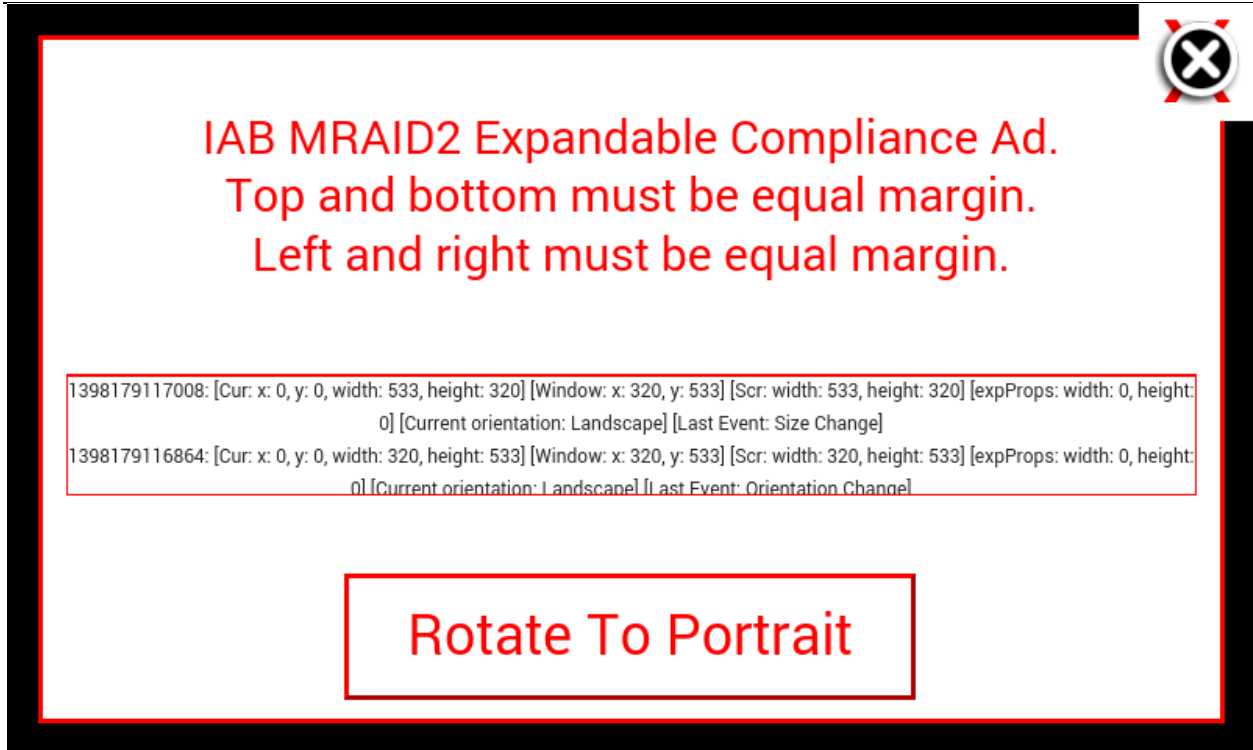 IAB MRAID2 Expandable Compliance Ad.
Top and bottom must be equal margin.
Left and right must be equal margin.
1398179117008: [Cur: x: 0, y: 0, width: 533, height: 320] [Window: x: 320, y: 533] [Scr: width: 533, height: 320] [expProps: width: 0, height:
0] [Current orientation: Landscape] [Last Event: Size Change]
1398179116864: [Cur: x: 0, y: 0, width: 320, height: 533] [Window: x: 320, y: 533] [Scr: width: 320, height: 533] [expProps: width: 0, height:
0] [Current orientation: Landscape] [Last Event: Orientation Change]
Rotate To Portrait